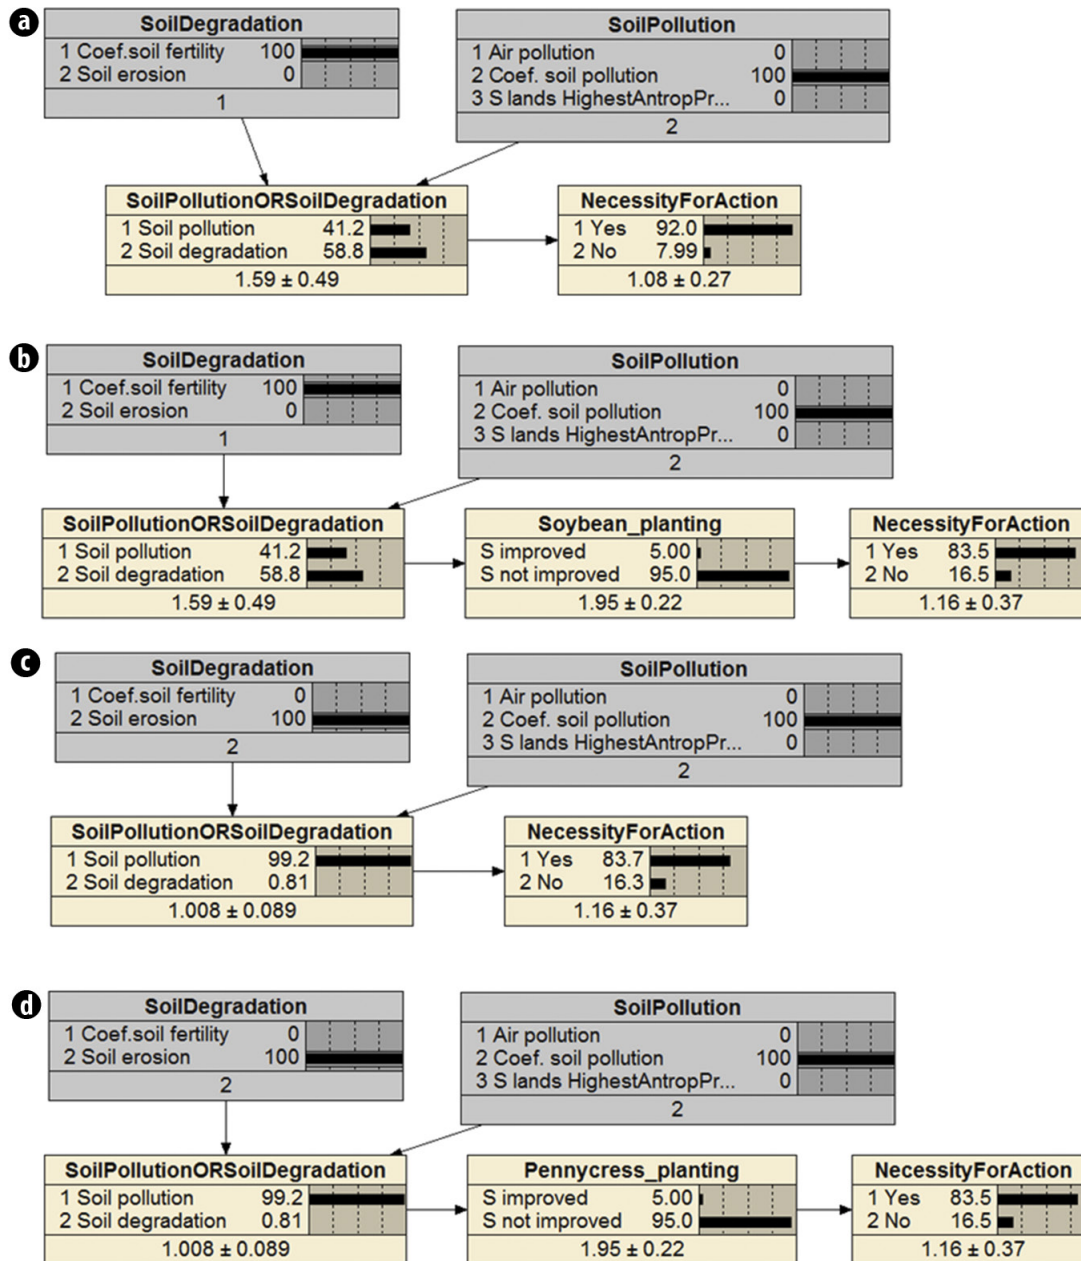 a
SoilDegradation
1 Coef.soil fertility 100
2 Soil erosion 0
1
SoilPollution
1 Air pollution 0
2 Coef. soil pollution 100
3 S lands HighestAntropPr... 0
2
SoilPollutionORSoilDegradation
1 Soil pollution 41.2
2 Soil degradation 58.8
1.59 ± 0.49
NecessityForAction
1 Yes 92.0
2 No 7.99
1.08 ± 0.27
b
SoilDegradation
1 Coef.soil fertility 100
2 Soil erosion 0
1
SoilPollution
1 Air pollution 0
2 Coef. soil pollution 100
3 S lands HighestAntropPr... 0
2
SoilPollutionORSoilDegradation
1 Soil pollution 41.2
2 Soil degradation 58.8
1.59 ± 0.49
Soybean_planting
S improved 5.00
S not improved 95.0
1.95 ± 0.22
NecessityForAction
1 Yes 83.5
2 No 16.5
1.16 ± 0.37
c
SoilDegradation
1 Coef.soil fertility 0
2 Soil erosion 100
2
SoilPollution
1 Air pollution 0
2 Coef. soil pollution 100
3 S lands HighestAntropPr... 0
2
SoilPollutionORSoilDegradation
1 Soil pollution 99.2
2 Soil degradation 0.81
1.008 ± 0.089
NecessityForAction
1 Yes 83.7
2 No 16.3
1.16 ± 0.37
d
SoilDegradation
1 Coef.soil fertility 0
2 Soil erosion 100
2
SoilPollution
1 Air pollution 0
2 Coef. soil pollution 100
3 S lands HighestAntropPr... 0
2
SoilPollutionORSoilDegradation
1 Soil pollution 99.2
2 Soil degradation 0.81
1.008 ± 0.089
Pennycress_planting
S improved 5.00
S not improved 95.0
1.95 ± 0.22
NecessityForAction
1 Yes 83.5
2 No 16.5
1.16 ± 0.37